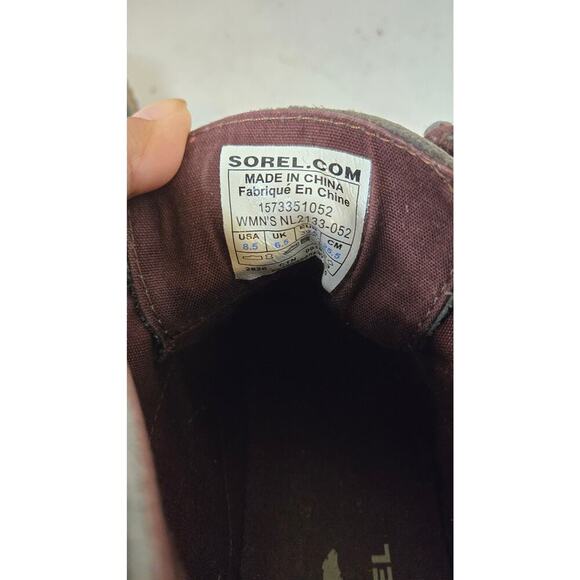 SOREL.COM
MADE IN CHINA
Fabriqué En Chine
1573351052
WMN'S NL2133-052
USA UK CM
8.5 6.5